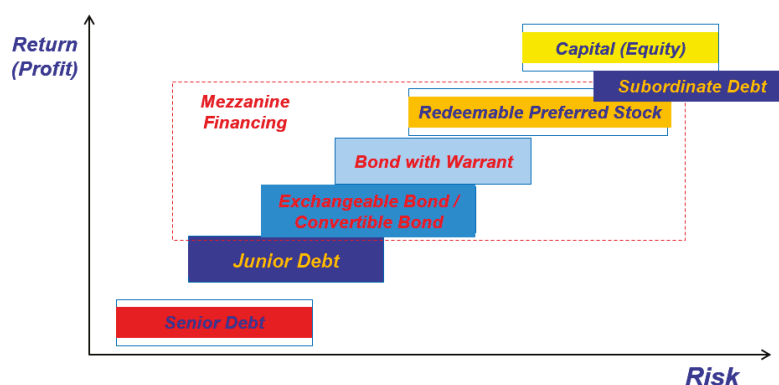 Return
(Profit)
Capital (Equity)
Subordinate Debt
Mezzanine
Financing
Redeemable Preferred Stock
Bond with Warrant
Exchangeable Bond /
Convertible Bond
Junior Debt
Senior Debt
Risk